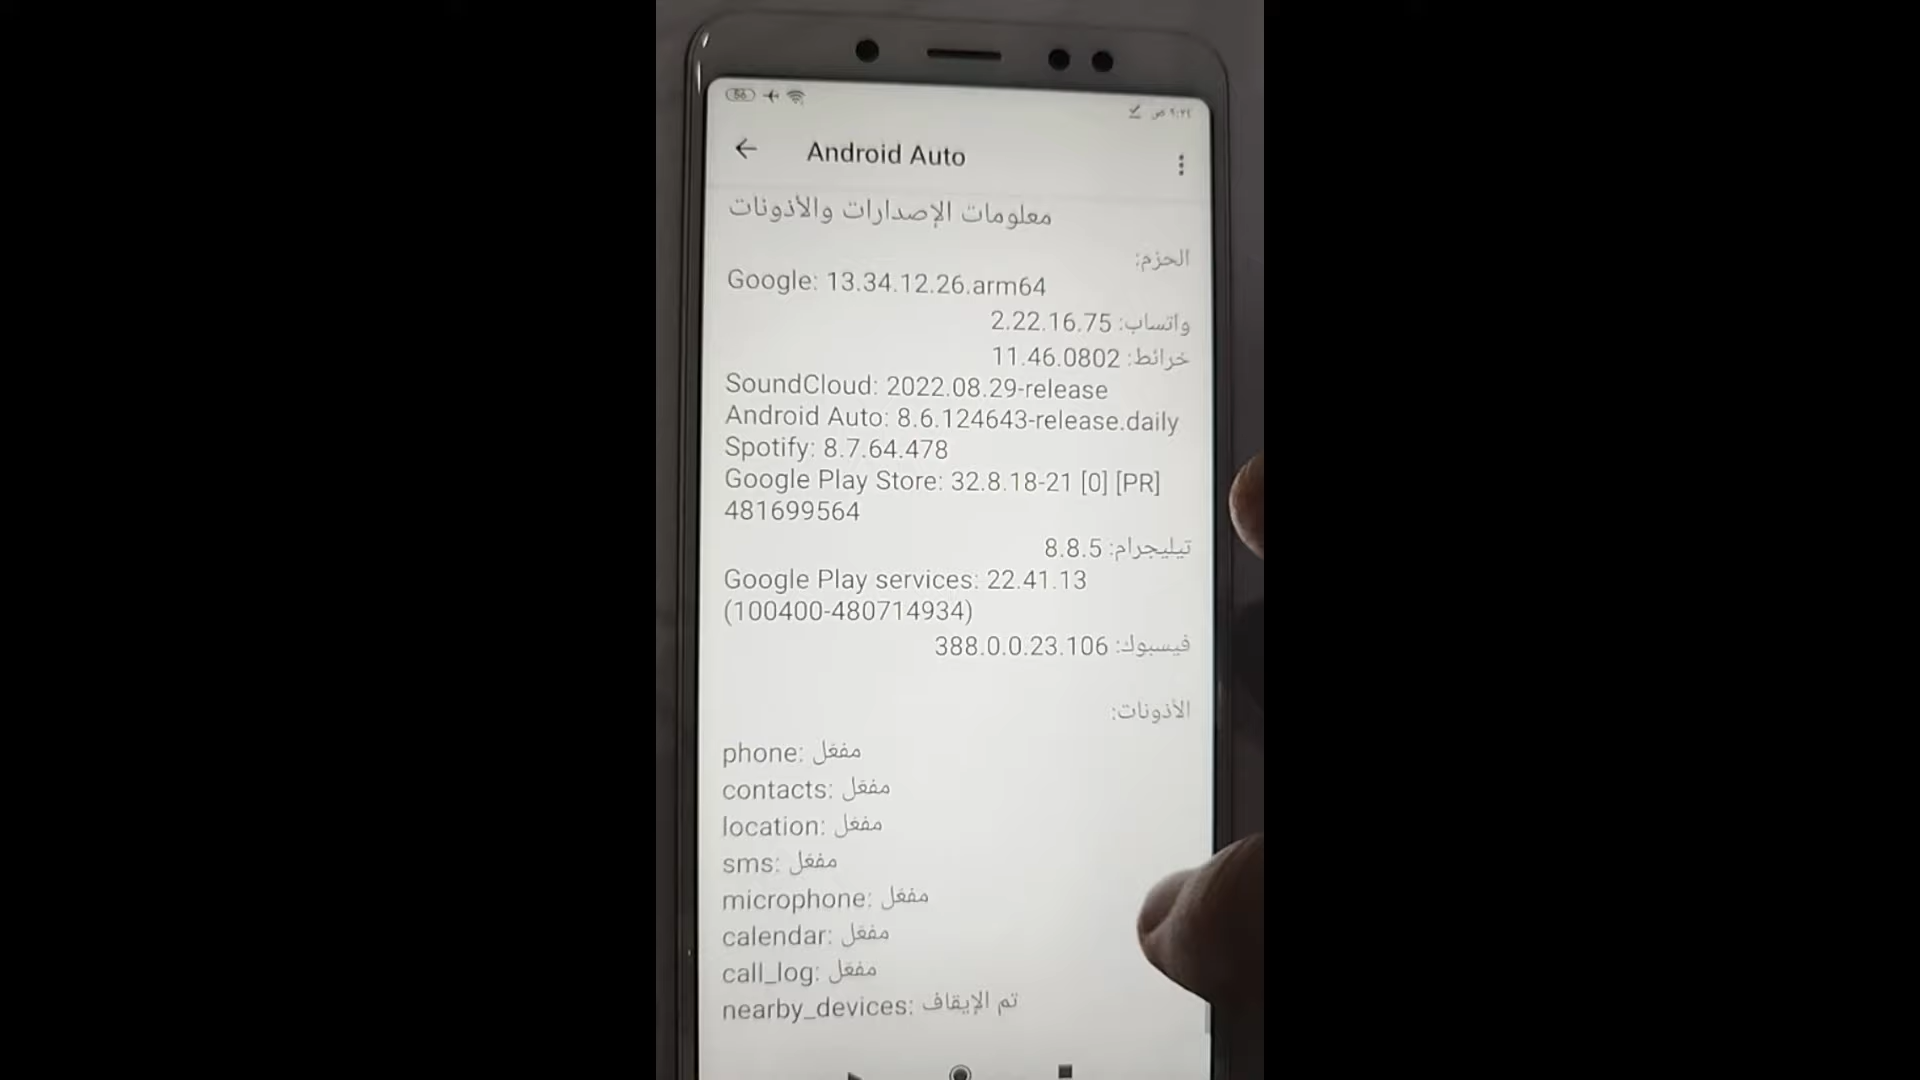 56
٩:٢٤ ص
Android Auto
معلومات الإصدارات والأذونات
الحزم:
Google: 13.34.12.26.arm64
واتساب: 2.22.16.75
خرائط: 11.46.0802
SoundCloud: 2022.08.29-release
Android Auto: 8.6.124643-release.daily
Spotify: 8.7.64.478
Google Play Store: 32.8.18-21 [0] [PR]
481699564
تيليجرام: 8.8.5
Google Play services: 22.41.13
(100400-480714934)
فيسبوك: 388.0.0.23.106
الأذونات:
phone: مفعّل
contacts: مفعّل
location: مفعّل
sms: مفعّل
microphone: مفعّل
calendar: مفعّل
call_log: مفعّل
nearby_devices: تم الإيقاف